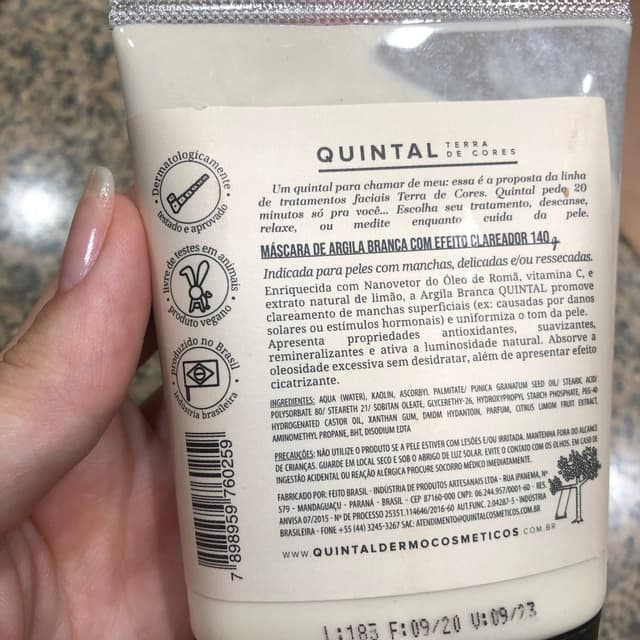 QUINTAL TERRA DE CORES
Um quintal para chamar de meu: essa é a proposta da linha
de tratamentos faciais Terra de Cores. Quintal pede 20
minutos só pra você... Escolha seu tratamento, descanse,
relaxe, ou medite enquanto cuida da pele.
MÁSCARA DE ARGILA BRANCA COM EFEITO CLAREADOR 140g
Indicada para peles com manchas, delicadas e/ou ressecadas.
Enriquecida com Nanovetor do Óleo de Romã, vitamina C, e
extrato natural de limão, a Argila Branca QUINTAL promove
clareamento de manchas superficiais (ex: causadas por danos
solares ou estímulos hormonais) e uniformiza o tom da pele.
Apresenta propriedades antioxidantes, suavizantes,
remineralizantes e ativa a luminosidade natural. Absorve a
oleosidade excessiva sem desidratar, além de apresentar efeito
cicatrizante.
INGREDIENTES: AQUA (WATER), KAOLIN, ASCORBYL PALMITATE/ PUNICA GRANATUM SEED OIL/ STEARIC ACID/
POLYSORBATE 80/ STEARETH 21/ SORBITAN OLEATE, GLYCERETH-26, HYDROXYPROPYL STARCH PHOSPHATE, PEG-40
HYDROGENATED CASTOR OIL, XANTHAN GUM, DMDM HYDANTOIN, PARFUM, CITRUS LIMOM FRUIT EXTRACT,
AMINOMETHYL PROPANE, BHT, DISODIUM EDTA
PRECAUÇÕES: NÃO UTILIZE O PRODUTO SE A PELE ESTIVER COM LESÕES E/OU IRRITADA. MANTENHA FORA DO ALCANCE
DE CRIANÇAS. GUARDE EM LOCAL SECO E SOB O ABRIGO DE LUZ SOLAR. EVITE O CONTATO COM OS OLHOS. EM CASO DE
INGESTÃO ACIDENTAL OU REAÇÃO ALÉRGICA PROCURE SOCORRO MÉDICO IMEDIATAMENTE.
FABRICADO POR: FEITO BRASIL - INDÚSTRIA DE PRODUTOS ARTESANAIS LTDA - RUA IPANEMA, Nº
579 - MANDAGUAÇU - PARANÁ - BRASIL - CEP 87160-000 CNPJ: 06.244.957/0001-60 - RES.
ANVISA 07/2015 - Nº DE PROCESSO 25351.114646/2016-60 AUT.FUNC. 2.04287-5 - INDÚSTRIA
BRASILEIRA - FONE +55 (44) 3245-3267 SAC: ATENDIMENTO@QUINTALCOSMETICOS.COM.BR
WWW.QUINTALDERMOCOSMETICOS.COM.BR
Dermatologicamente
testado e aprovado
livre de testes em animais
produto vegano
Produzido no Brasil
indústria brasileira
7 898959 760259
L:183 F:09/20 V:09/23